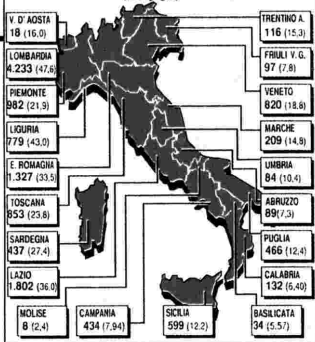 V. D' AOSTA
18 (16,0)
LOMBARDIA
4.233 (47,6)
PIEMONTE
982 (21,9)
LIGURIA
779 (43,0)
E. ROMAGNA
1.327 (33,5)
TOSCANA
853 (23,8)
SARDEGNA
437 (27,4)
LAZIO
1.802 (36,0)
MOLISE
8 (2,4)
CAMPANIA
434 (7,94)
SICILIA
599 (12.2)
BASILICATA
34 (5.57)
TRENTINO A.
116 (15,3)
FRIULI V. G.
97 (7,8)
VENETO
820 (18,8)
MARCHE
209 (14,8)
UMBRIA
84 (10,4)
ABRUZZO
89(7,3)
PUGLIA
466 (12,4)
CALABRIA
132 (6,40)